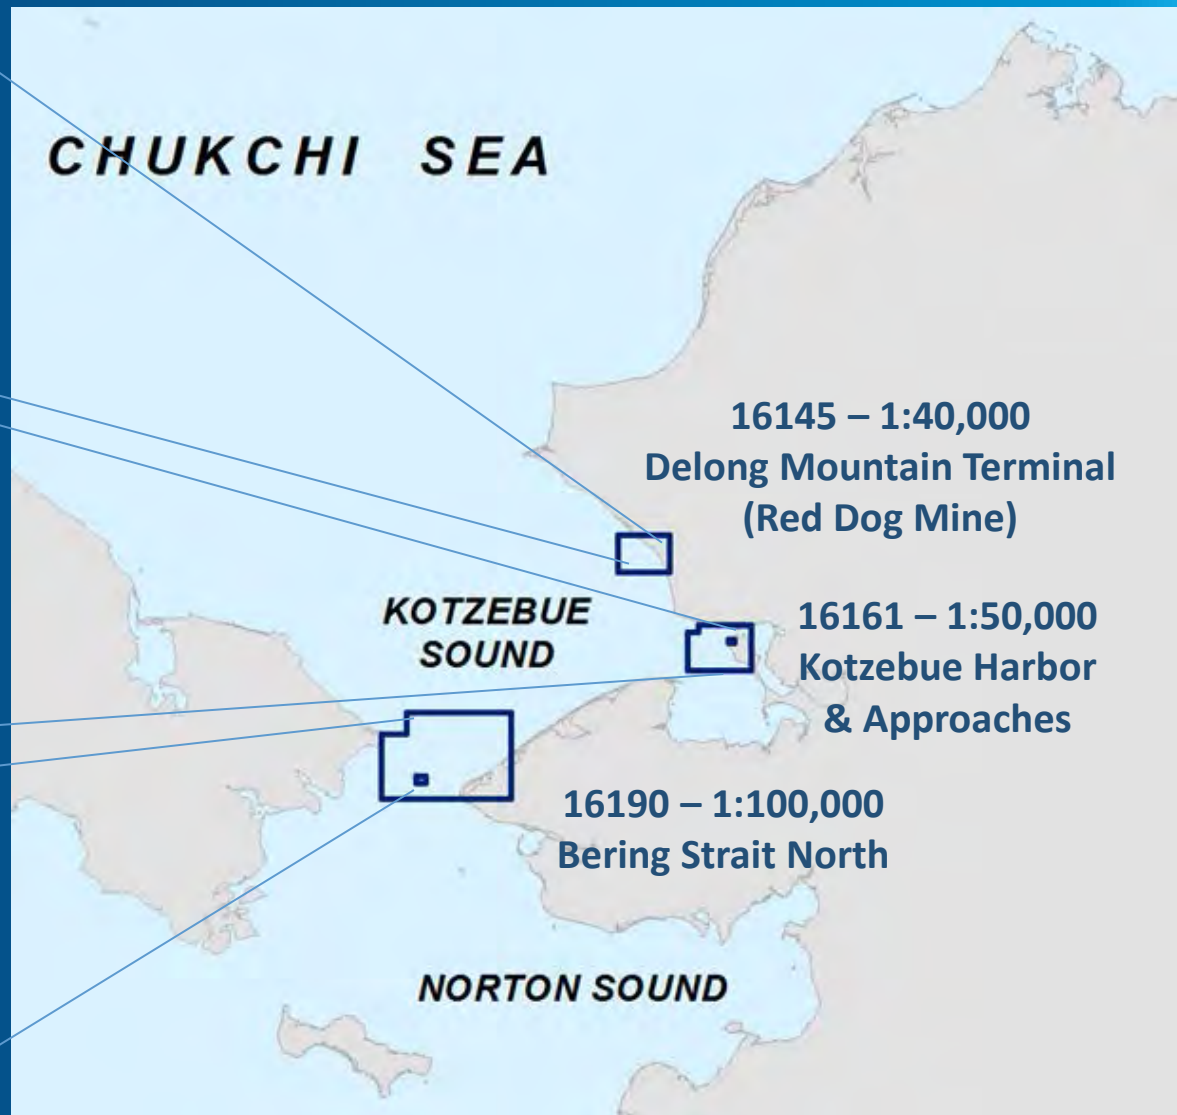 CHUKCHI SEA
16145 – 1:40,000
Delong Mountain Terminal
(Red Dog Mine)
KOTZEBUE
SOUND
16161 – 1:50,000
Kotzebue Harbor
& Approaches
16190 – 1:100,000
Bering Strait North
NORTON SOUND